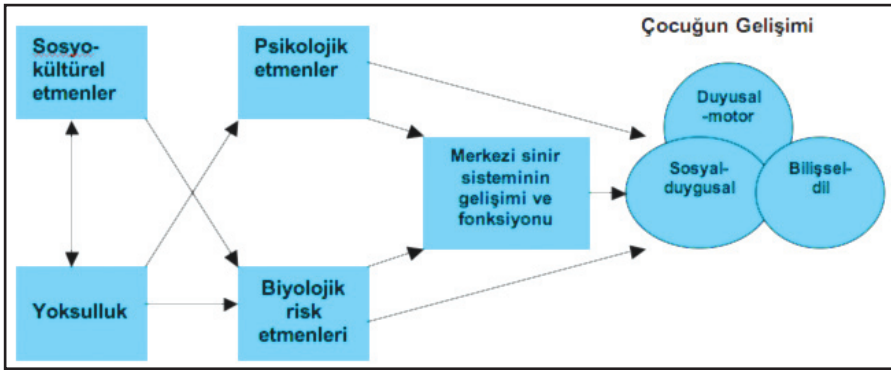 Çocuğun Gelişimi
Sosyo-
kültürel
etmenler
Psikolojik
etmenler
Duyusal
-motor
Merkezi sinir
sisteminin
gelişimi ve
fonksiyonu
Sosyal-
duygusal
Bilişsel-
dil
Yoksulluk
Biyolojik
risk
etmenleri